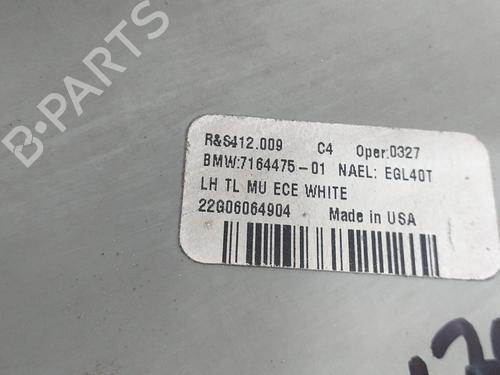 R&S412.009 C4 Oper:0327
BMW:7164475-01 NAEL: EGL40T
LH TL MU ECE WHITE
22G06064904 Made in USA
B-PARTS